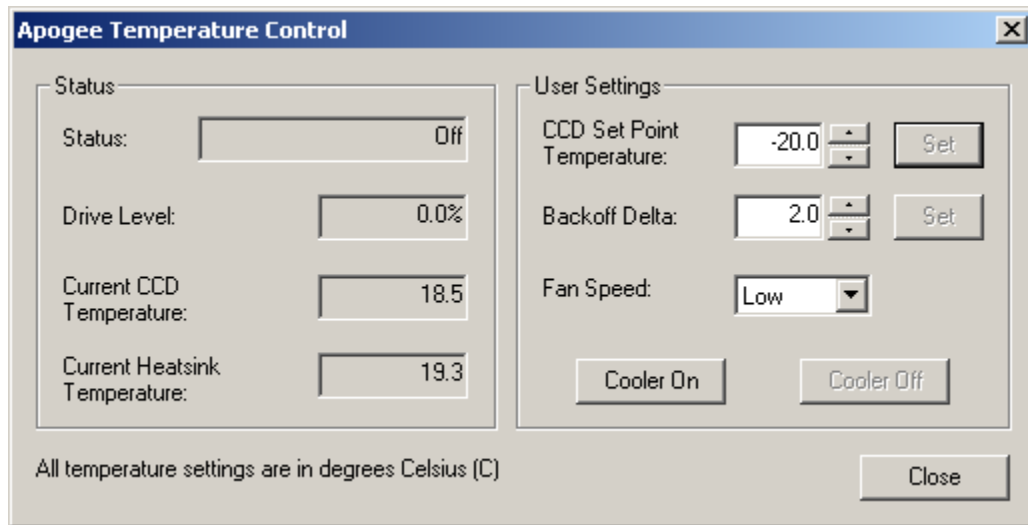 Apogee Temperature Control
Status
Status: Off
Drive Level: 0.0%
Current CCD
Temperature: 18.5
Current Heatsink
Temperature: 19.3
User Settings
CCD Set Point
Temperature: -20.0 Set
Backoff Delta: 2.0 Set
Fan Speed: Low
Cooler On Cooler Off
All temperature settings are in degrees Celsius (C)
Close